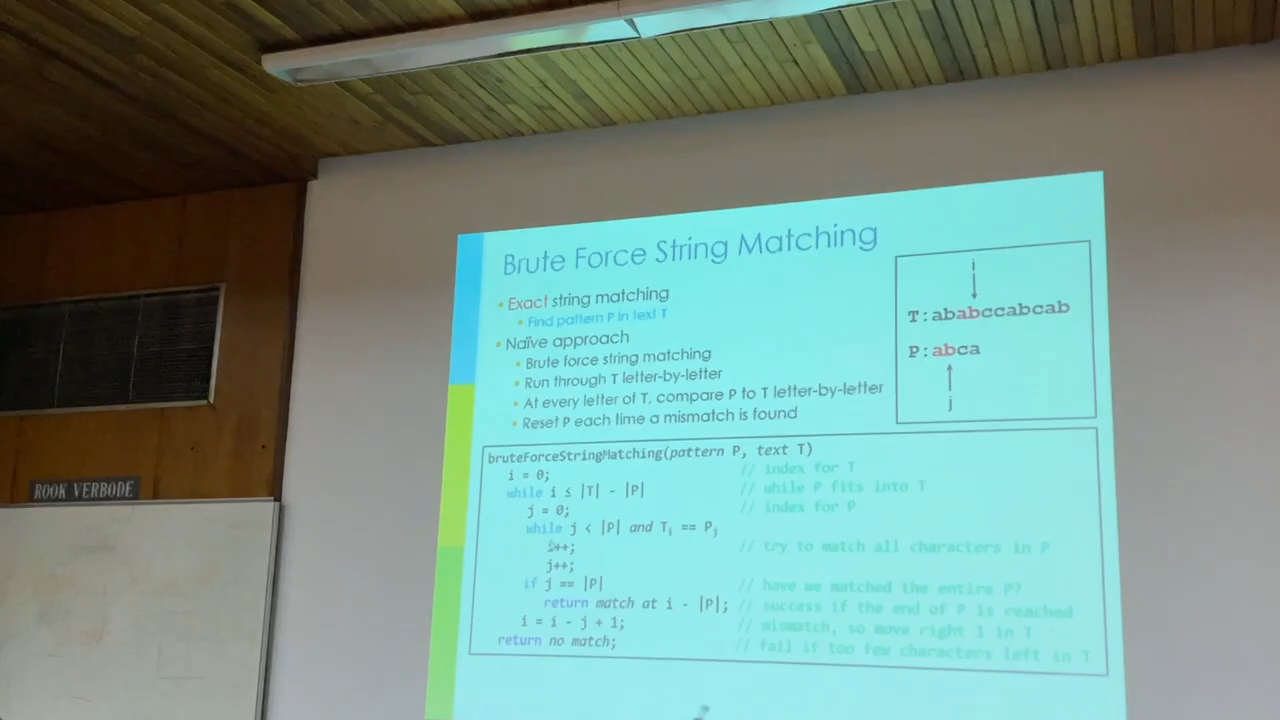 Brute Force String Matching
• Exact string matching
• Find pattern P in text T
• Naïve approach
• Brute force string matching
• Run through T letter-by-letter
• At every letter of T, compare P to T letter-by-letter
• Reset P each time a mismatch is found
i
T:ababccabcab
P:abca
j
bruteForceStringMatching(pattern P, text T)
i = 0; // index for T
while i ≤ |T| - |P| // while P fits into T
j = 0; // index for P
while j < |P| and Ti == Pj
i++; // try to match all characters in P
j++;
if j == |P| // have we matched the entire P?
return match at i - |P|; // success if the end of P is reached
i = i - j + 1; // mismatch, so move right 1 in T
return no match; // fail if too few characters left in T
ROOK VERBODE